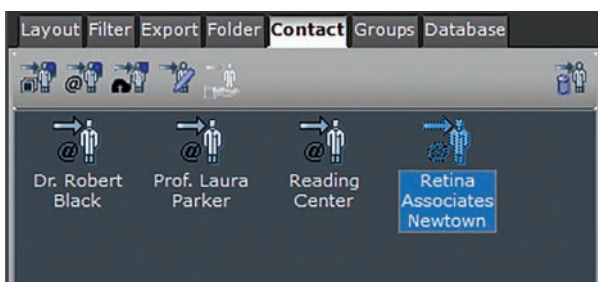 Layout Filter Export Folder Contact Groups Database
Dr. Robert Prof. Laura Reading Retina
Black Parker Center Associates
Newtown